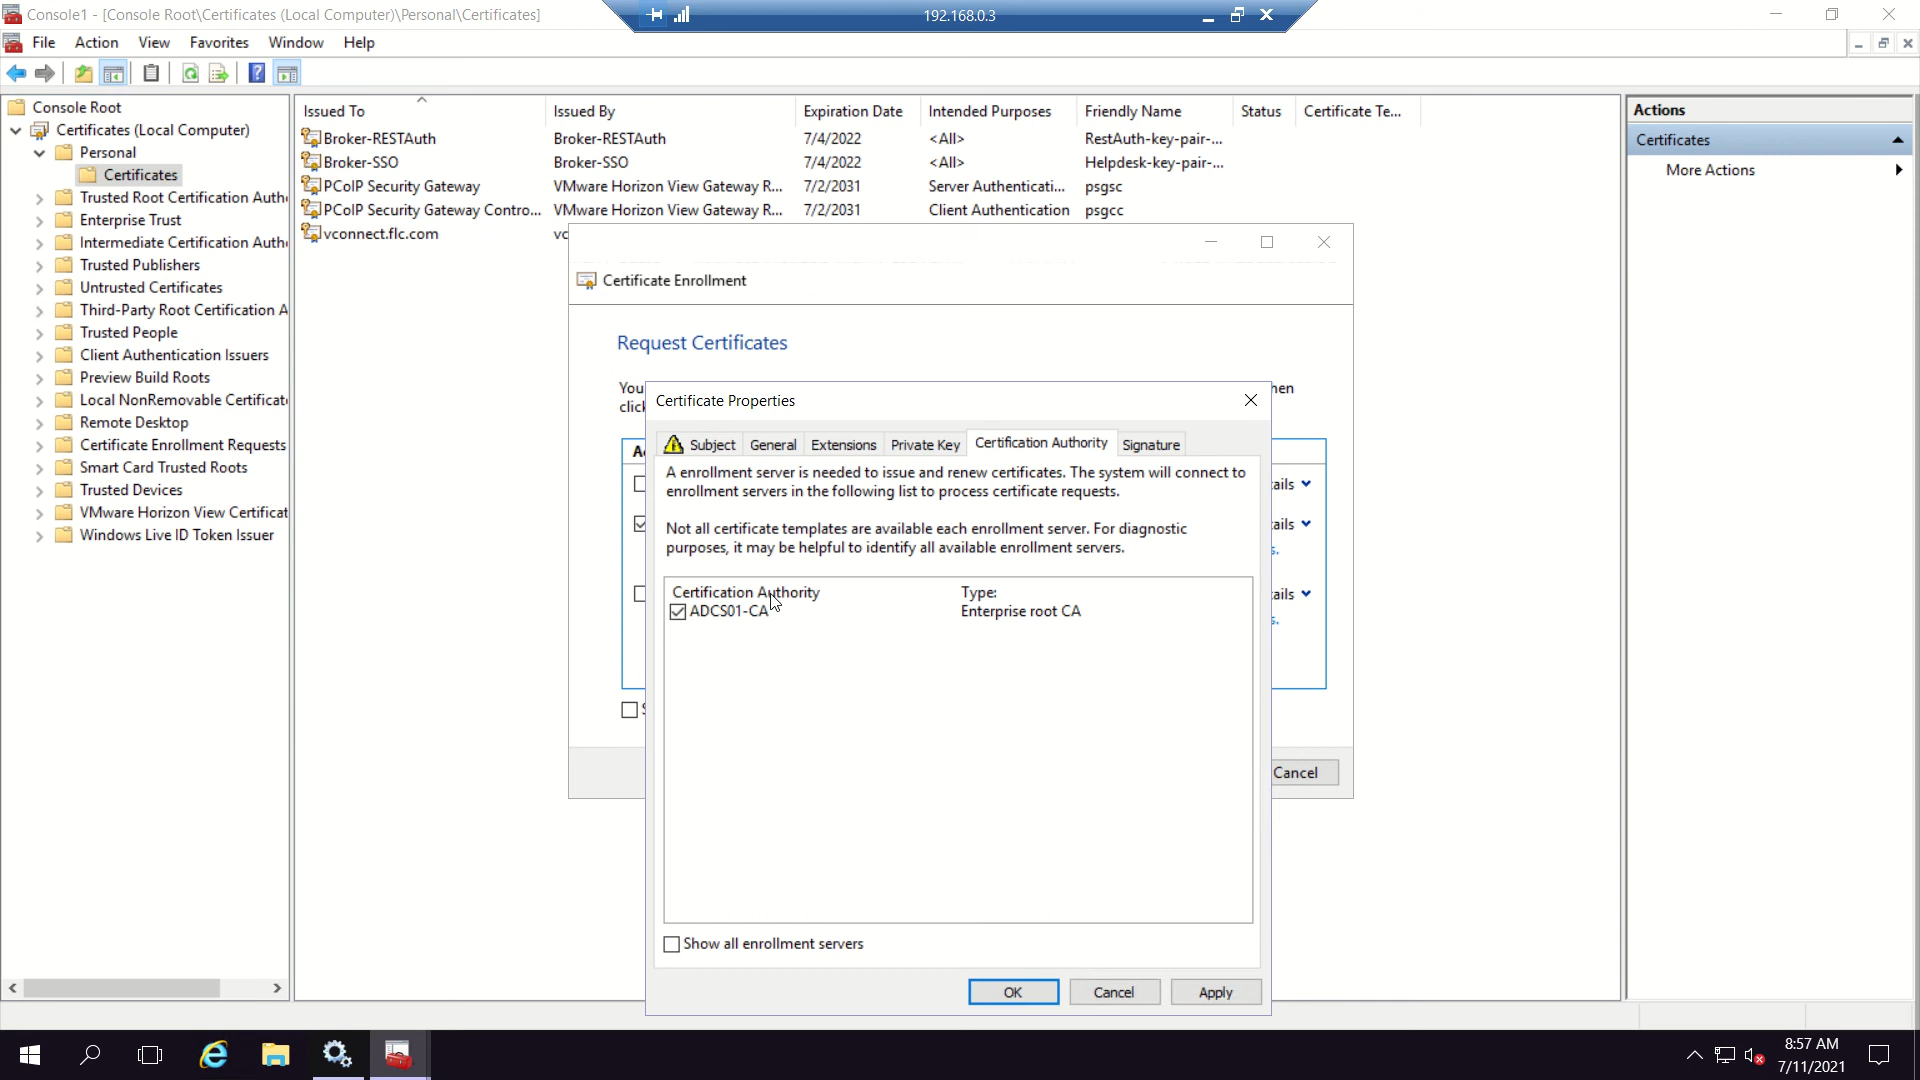 Console1 - [Console Root\Certificates (Local Computer)\Personal\Certificates]
192.168.0.3
File Action View Favorites Window Help
Console Root
Certificates (Local Computer)
Personal
Certificates
Trusted Root Certification Auth
Enterprise Trust
Intermediate Certification Auth
Trusted Publishers
Untrusted Certificates
Third-Party Root Certification A
Trusted People
Client Authentication Issuers
Preview Build Roots
Local NonRemovable Certificat
Remote Desktop
Certificate Enrollment Requests
Smart Card Trusted Roots
Trusted Devices
VMware Horizon View Certificat
Windows Live ID Token Issuer
Issued To Issued By Expiration Date Intended Purposes Friendly Name Status Certificate Te...
Broker-RESTAuth Broker-RESTAuth 7/4/2022 <All> RestAuth-key-pair-...
Broker-SSO Broker-SSO 7/4/2022 <All> Helpdesk-key-pair-...
PCoIP Security Gateway VMware Horizon View Gateway R... 7/2/2031 Server Authenticati... psgsc
PCoIP Security Gateway Contro... VMware Horizon View Gateway R... 7/2/2031 Client Authentication psgcc
vconnect.flc.com vc
Actions
Certificates
More Actions
Certificate Enrollment
Request Certificates
You hen
click
A
ails
ails
s.
ails
s.
S
Cancel
Certificate Properties
Subject General Extensions Private Key Certification Authority Signature
A enrollment server is needed to issue and renew certificates. The system will connect to
enrollment servers in the following list to process certificate requests.
Not all certificate templates are available each enrollment server. For diagnostic
purposes, it may be helpful to identify all available enrollment servers.
Certification Authority Type:
ADCS01-CA Enterprise root CA
Show all enrollment servers
OK Cancel Apply
8:57 AM
7/11/2021